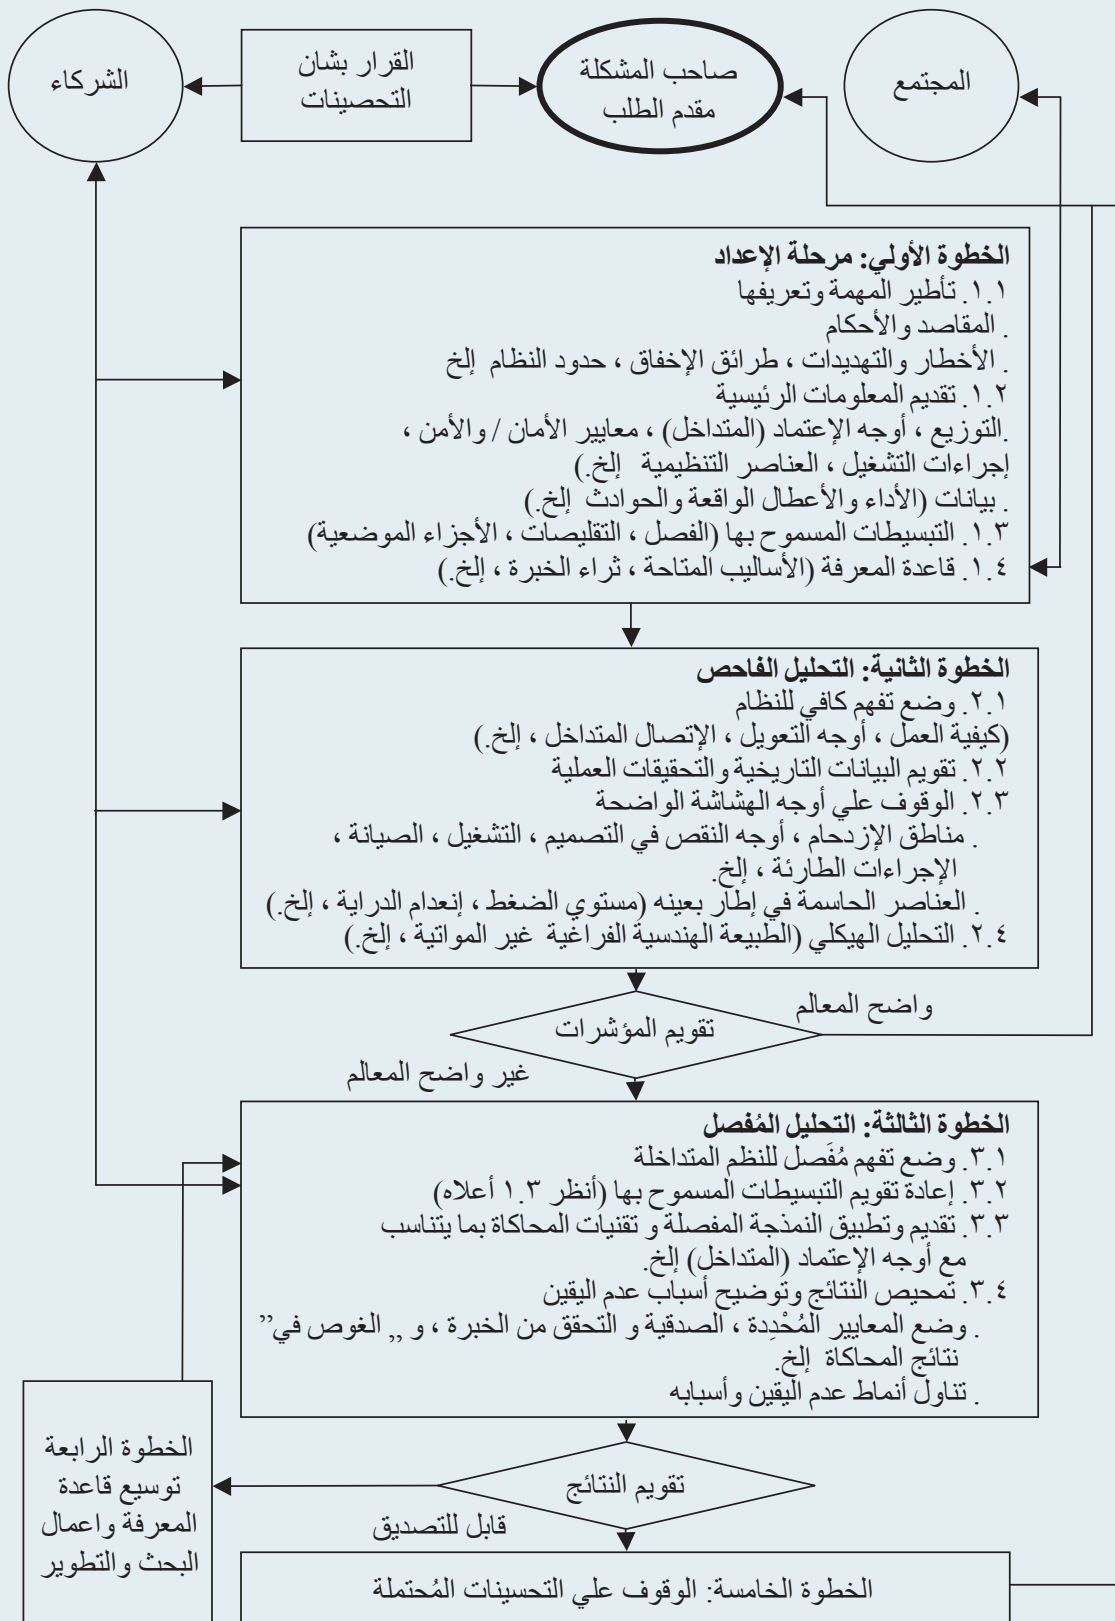 المجتمع
صاحب المشكلة
مقدم الطلب
القرار بشان
التحصينات
الشركاء
الخطوة الأولي: مرحلة الإعداد
١.١. تأطير المهمة وتعريفها
. المقاصد والأحكام
. الأخطار والتهديدات ، طرائق الإخفاق ، حدود النظام إلخ
١.٢. تقديم المعلومات الرئيسية
.التوزيع ، أوجه الإعتماد (المتداخل) ، معايير الأمان / والأمن ،
إجراءات التشغيل ، العناصر التنظيمية إلخ.)
. بيانات (الأداء والأعطال الواقعة والحوادث إلخ.)
١.٣. التبسيطات المسموح بها (الفصل ، التقليصات ، الأجزاء الموضعية)
١.٤. قاعدة المعرفة (الأساليب المتاحة ، ثراء الخبرة ، إلخ.)
الخطوة الثانية: التحليل الفاحص
٢.١. وضع تفهم كافي للنظام
(كيفية العمل ، أوجه التعويل ، الإتصال المتداخل ، إلخ.)
٢.٢. تقويم البيانات التاريخية والتحقيقات العملية
٢.٣. الوقوف علي أوجه الهشاشة الواضحة
. مناطق الإزدحام ، أوجه النقص في التصميم ، التشغيل ، الصيانة ،
الإجراءات الطارئة ، إلخ.
. العناصر الحاسمة في إطار بعينه (مستوي الضغط ، إنعدام الدراية ، إلخ.)
٢.٤. التحليل الهيكلي (الطبيعة الهندسية الفراغية غير المواتية ، إلخ.)
واضح المعالم
تقويم المؤشرات
غير واضح المعالم
الخطوة الثالثة: التحليل المُفصل
٣.١. وضع تفهم مُفَصل للنظم المتداخلة
٣.٢. إعادة تقويم التبسيطات المسموح بها (أنظر ١.٣ أعلاه)
٣.٣. تقديم وتطبيق النمذجة المفصلة و تقنيات المحاكاة بما يتناسب
مع أوجه الإعتماد (المتداخل) إلخ.
٣.٤. تمحيص النتائج وتوضيح أسباب عدم اليقين
. وضع المعايير المُحْدِدة ، الصدقية و التحقق من الخبرة ، و „ الغوص في”
نتائج المحاكاة إلخ.
. تناول أنماط عدم اليقين وأسبابه
تقويم النتائج
قابل للتصديق
الخطوة الرابعة
توسيع قاعدة
المعرفة واعمال
البحث والتطوير
الخطوة الخامسة: الوقوف علي التحسينات المُحتملة